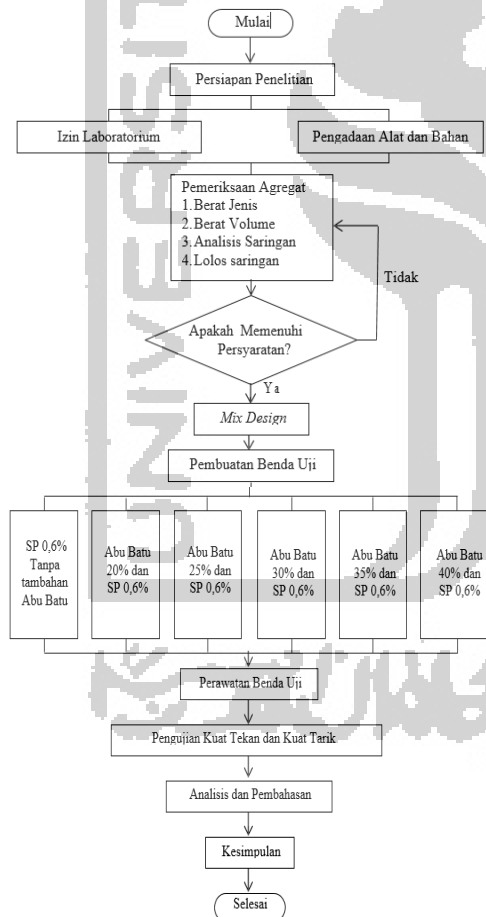 Mulai
Persiapan Penelitian
Izin Laboratorium
Pengadaan Alat dan Bahan
Pemeriksaan Agregat
1.Berat Jenis
2.Berat Volume
3.Analisis Saringan
4.Lolos saringan
Tidak
Apakah Memenuhi
Persyaratan?
Ya
Mix Design
Pembuatan Benda Uji
SP 0,6%
Tanpa
tambahan
Abu Batu
Abu Batu
20% dan
SP 0,6%
Abu Batu
25% dan
SP 0,6%
Abu Batu
30% dan
SP 0,6%
Abu Batu
35% dan
SP 0,6%
Abu Batu
40% dan
SP 0,6%
Perawatan Benda Uji
Pengujian Kuat Tekan dan Kuat Tarik
Analisis dan Pembahasan
Kesimpulan
Selesai